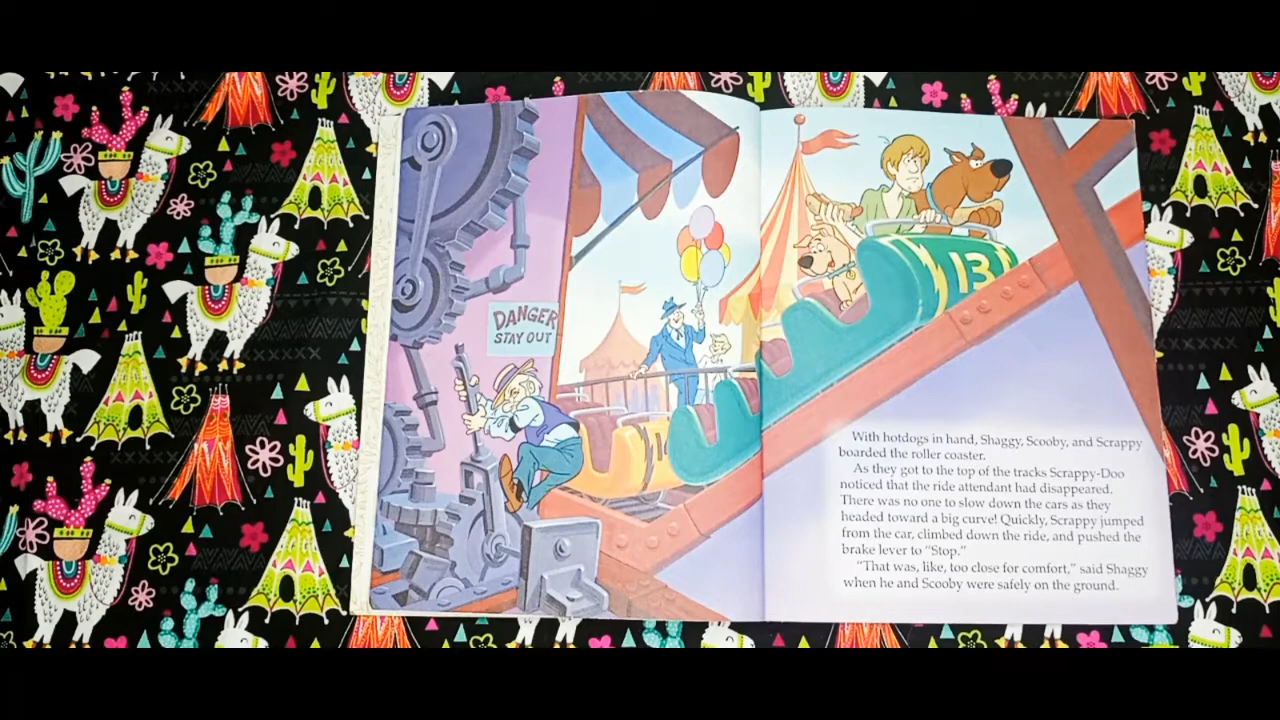 DANGER
STAY OUT
13
With hotdogs in hand, Shaggy, Scooby, and Scrappy
boarded the roller coaster.
As they got to the top of the tracks Scrappy-Doo
noticed that the ride attendant had disappeared.
There was no one to slow down the cars as they
headed toward a big curve! Quickly, Scrappy jumped
from the car, climbed down the ride, and pushed the
brake lever to “Stop.”
“That was, like, too close for comfort,” said Shaggy
when he and Scooby were safely on the ground.